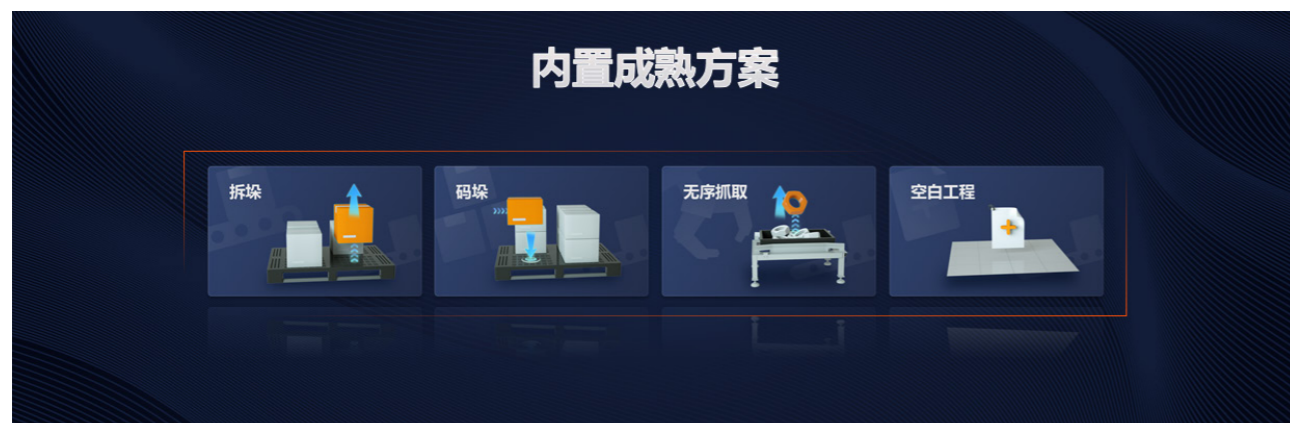 内置成熟方案
拆垛
码垛
无序抓取
空白工程